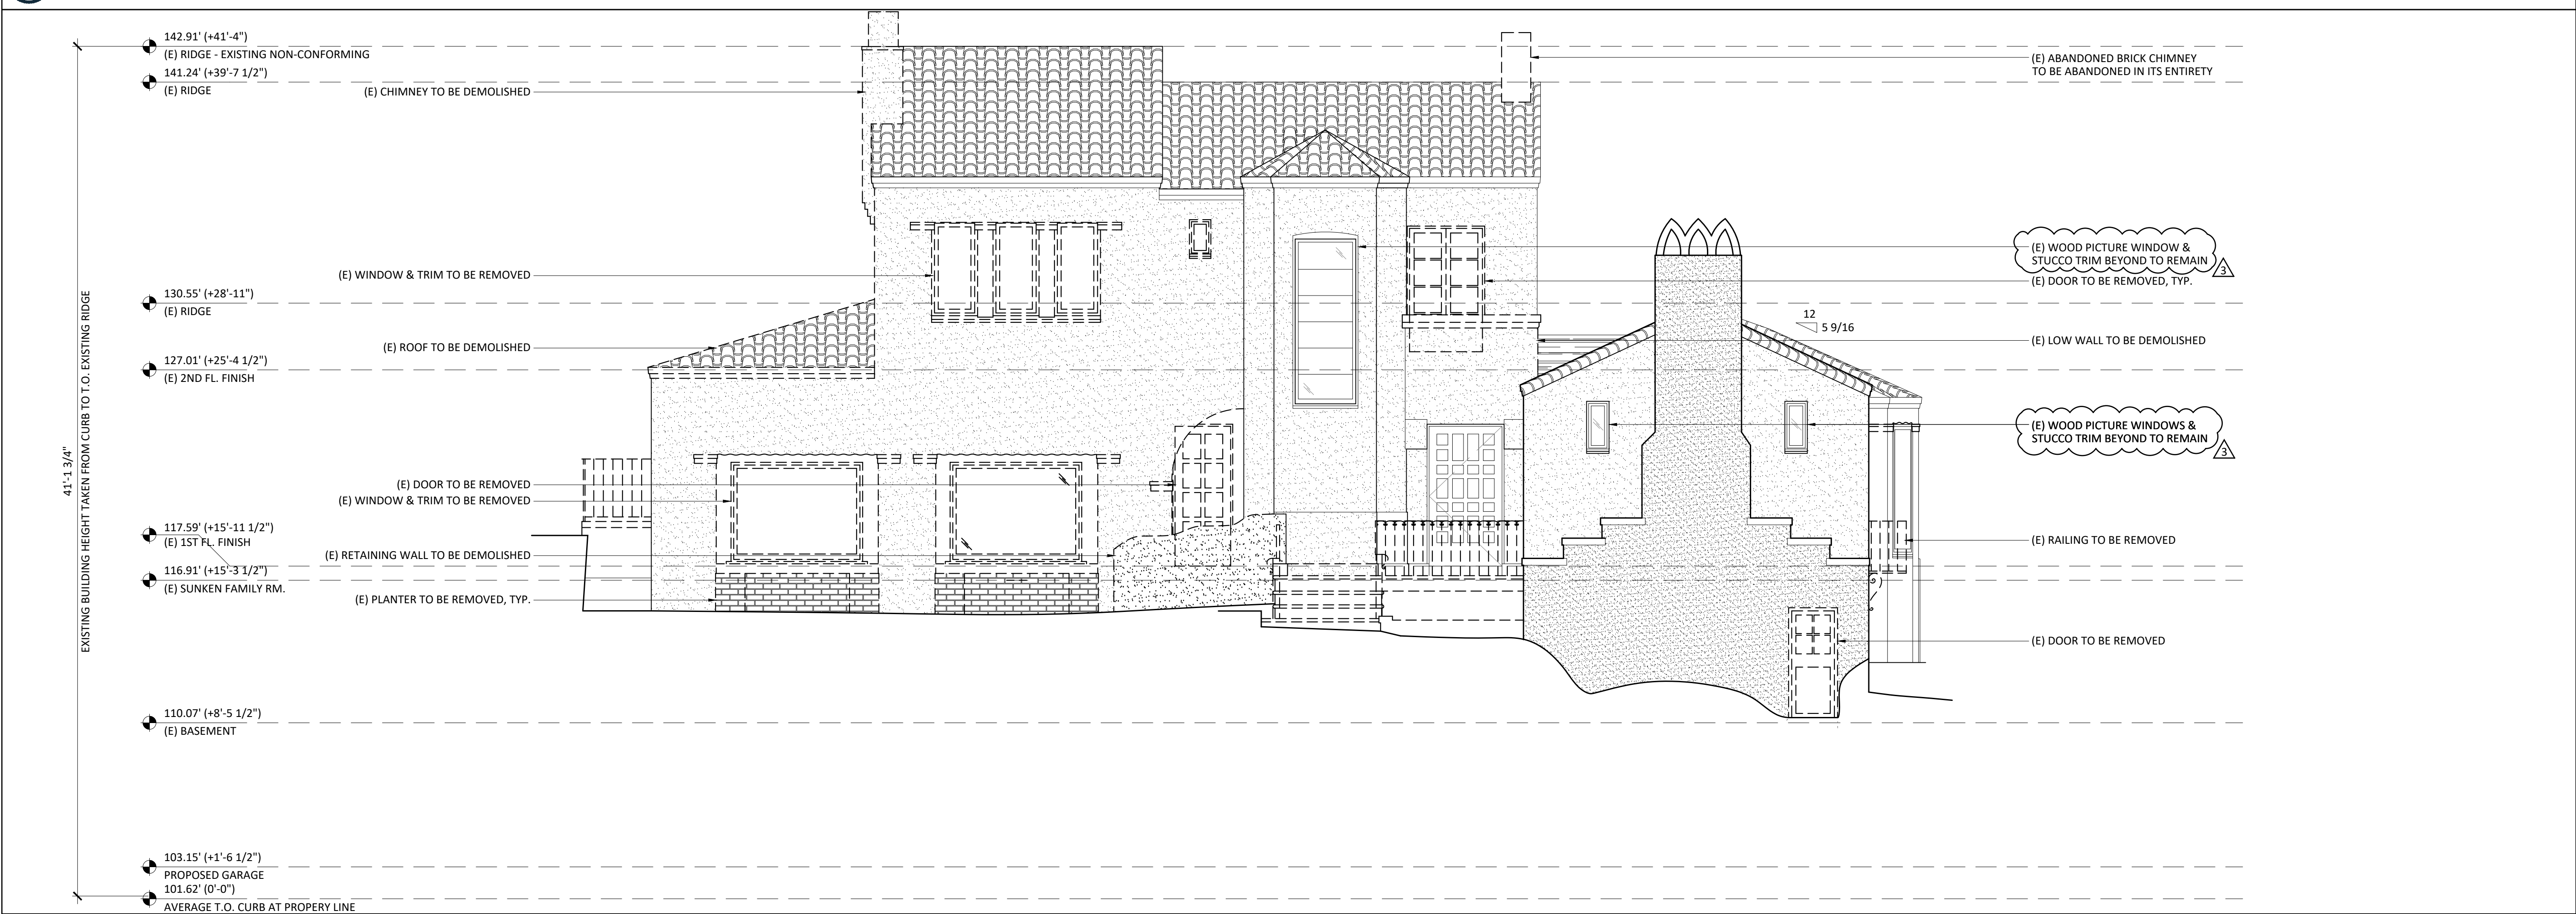 142.91' (+41'-4")
(E) RIDGE - EXISTING NON-CONFORMING
141.24' (+39'-7 1/2")
(E) RIDGE
(E) CHIMNEY TO BE DEMOLISHED
(E) WINDOW & TRIM TO BE REMOVED
130.55' (+28'-11")
(E) RIDGE
(E) ROOF TO BE DEMOLISHED
127.01' (+25'-4 1/2")
(E) 2ND FL. FINISH
41'-1 3/4"
EXISTING BUILDING HEIGHT TAKEN FROM CURB TO T.O. EXISTING RIDGE
(E) DOOR TO BE REMOVED
(E) WINDOW & TRIM TO BE REMOVED
117.59' (+15'-11 1/2")
(E) 1ST FL. FINISH
(E) RETAINING WALL TO BE DEMOLISHED
116.91' (+15'-3 1/2")
(E) SUNKEN FAMILY RM.
(E) PLANTER TO BE REMOVED, TYP.
110.07' (+8'-5 1/2")
(E) BASEMENT
103.15' (+1'-6 1/2")
PROPOSED GARAGE
101.62' (0'-0")
AVERAGE T.O. CURB AT PROPERY LINE
(E) ABANDONED BRICK CHIMNEY
TO BE ABANDONED IN ITS ENTIRETY
(E) WOOD PICTURE WINDOW &
STUCCO TRIM BEYOND TO REMAIN
3
(E) DOOR TO BE REMOVED, TYP.
12
5 9/16
(E) LOW WALL TO BE DEMOLISHED
(E) WOOD PICTURE WINDOWS &
STUCCO TRIM BEYOND TO REMAIN
3
(E) RAILING TO BE REMOVED
(E) DOOR TO BE REMOVED